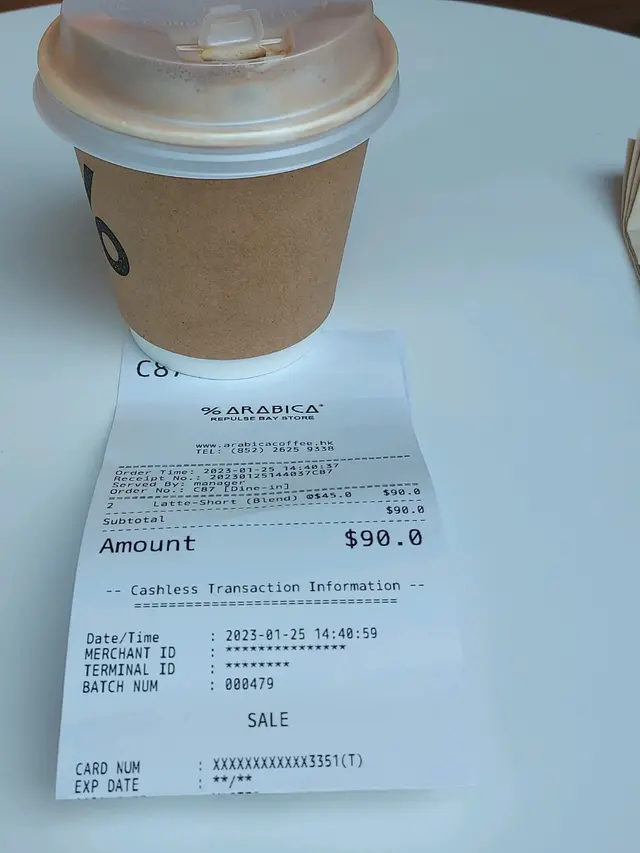 %
C87
% ARABICA
REPULSE BAY STORE
www.arabicacoffee.hk
TEL: (852) 2625 9338
Order Time: 2023-01-25 14:40:37
Receipt No.: 20230125144037C87
Served By: manager
Order No.: C87 [Dine-in]
2 Latte-Short (Blend) @$45.0 $90.0
Subtotal $90.0
Amount $90.0
-- Cashless Transaction Information --
==============================
Date/Time : 2023-01-25 14:40:59
MERCHANT ID : ***************
TERMINAL ID : ********
BATCH NUM : 000479
SALE
CARD NUM : XXXXXXXXXXXX3351(T)
EXP DATE : **/**